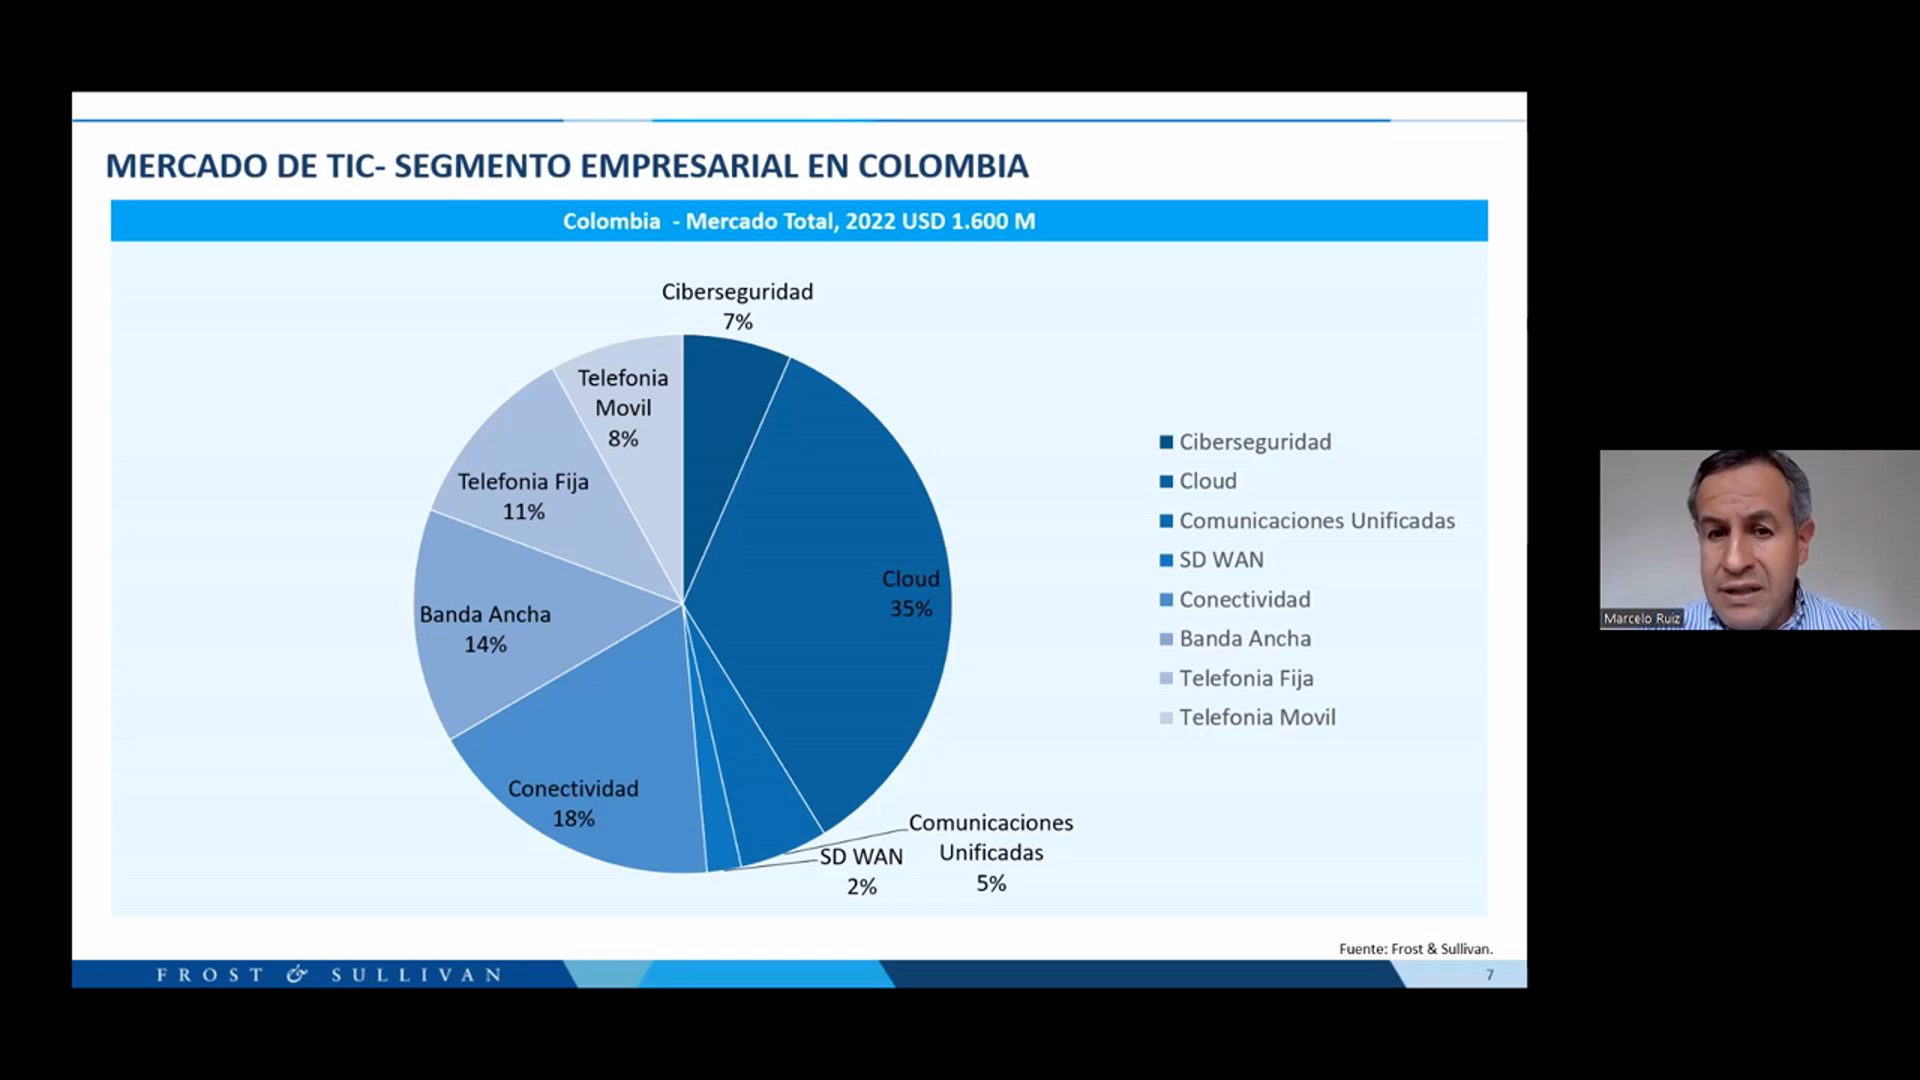 MERCADO DE TIC- SEGMENTO EMPRESARIAL EN COLOMBIA
Colombia - Mercado Total, 2022 USD 1.600 M
Ciberseguridad
7%
Telefonia
Movil
8%
Telefonia Fija
11%
Cloud
35%
Banda Ancha
14%
Conectividad
18%
Comunicaciones
Unificadas
5%
SD WAN
2%
Ciberseguridad
Cloud
Comunicaciones Unificadas
SD WAN
Conectividad
Banda Ancha
Telefonia Fija
Telefonia Movil
Marcelo Ruiz
Fuente: Frost & Sullivan.
FROST & SULLIVAN
7